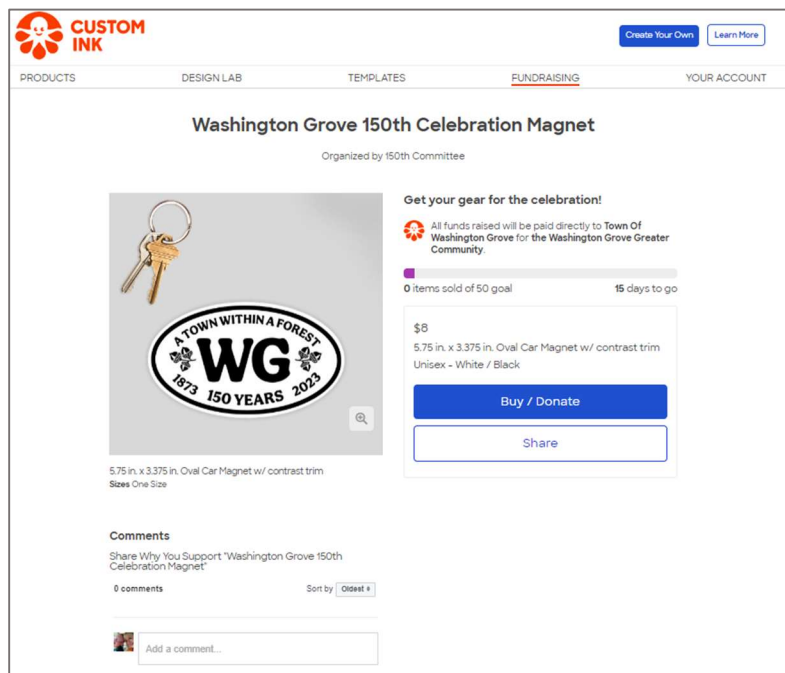 CUSTOM
INK
Create Your Own
Learn More
PRODUCTS
DESIGN LAB
TEMPLATES
FUNDRAISING
YOUR ACCOUNT
Washington Grove 150th Celebration Magnet
Organized by 150th Committee
A TOWN WITHIN A FOREST
WG
1873 150 YEARS 2023
5.75 in. x 3.375 in. Oval Car Magnet w/ contrast trim
Sizes One Size
Get your gear for the celebration!
All funds raised will be paid directly to Town Of
Washington Grove for the Washington Grove Greater
Community.
0 items sold of 50 goal
15 days to go
$8
5.75 in. x 3.375 in. Oval Car Magnet w/ contrast trim
Unisex - White / Black
Buy / Donate
Share
Comments
Share Why You Support "Washington Grove 150th
Celebration Magnet"
0 comments
Sort by Oldest
Add a comment...